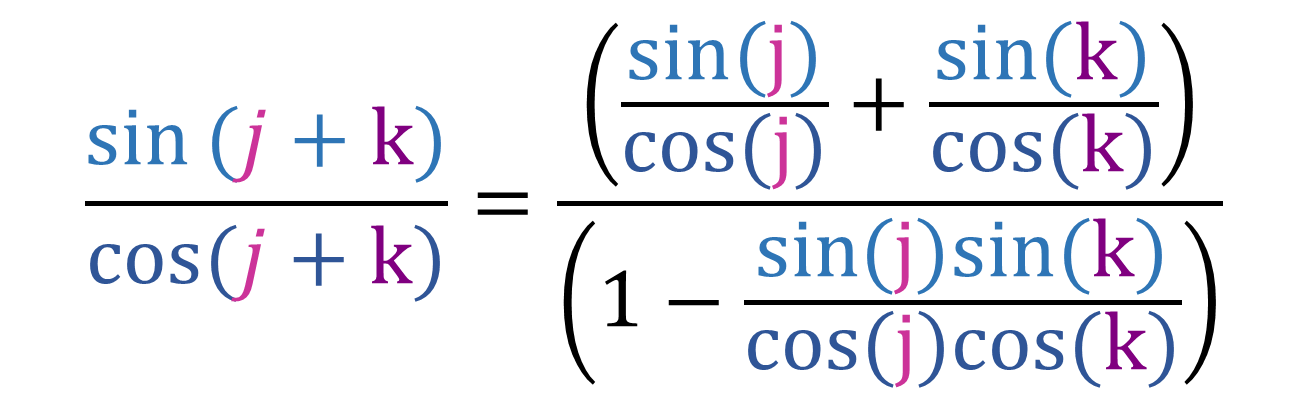 sin (j + k) / cos(j + k) = (sin(j)/cos(j) + sin(k)/cos(k)) / (1 − sin(j)sin(k)/cos(j)cos(k))